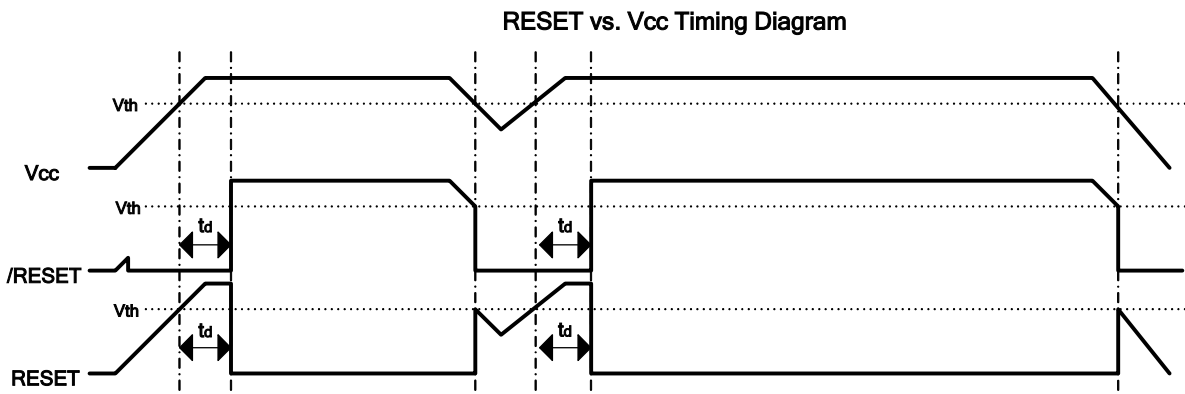 RESET vs. Vcc Timing Diagram
Vth
Vcc
Vth
td
td
/RESET
Vth
td
td
RESET